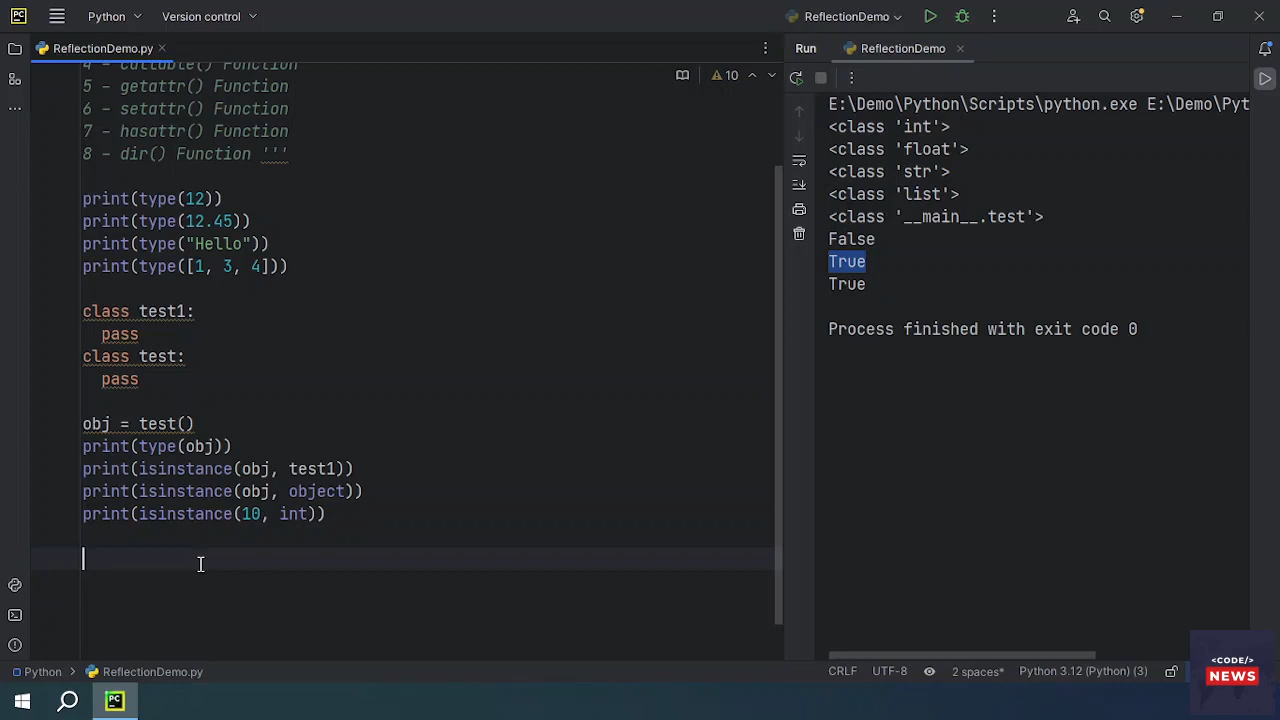 Python
Version control
ReflectionDemo
ReflectionDemo.py
4 - callable() Function
5 - getattr() Function
6 - setattr() Function
7 - hasattr() Function
8 - dir() Function '''
print(type(12))
print(type(12.45))
print(type("Hello"))
print(type([1, 3, 4]))
class test1:
pass
class test:
pass
obj = test()
print(type(obj))
print(isinstance(obj, test1))
print(isinstance(obj, object))
print(isinstance(10, int))
10
Run
ReflectionDemo
E:\Demo\Python\Scripts\python.exe E:\Demo\Pyt
<class 'int'>
<class 'float'>
<class 'str'>
<class 'list'>
<class '__main__.test'>
False
True
True
Process finished with exit code 0
Python
ReflectionDemo.py
CRLF
UTF-8
2 spaces*
Python 3.12 (Python) (3)
PC
<CODE/>
NEWS